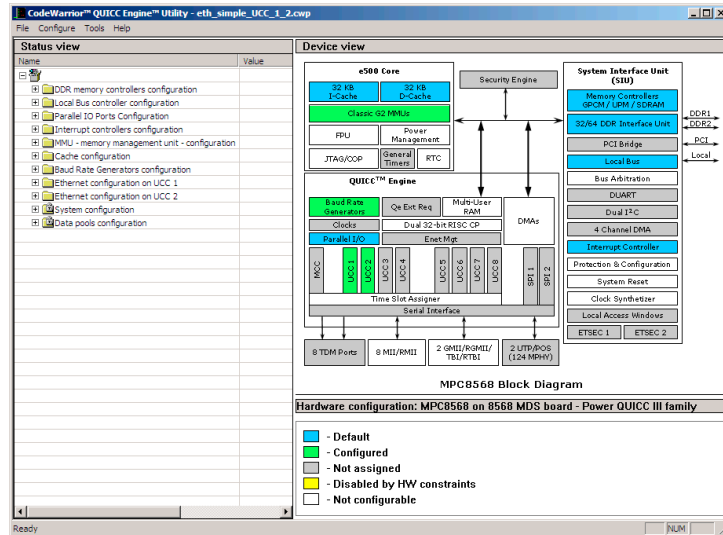 CodeWarrior™ QUICC Engine™ Utility - eth_simple_UCC_1_2.cwp
File Configure Tools Help
Status view
Name Value
DDR memory controllers configuration
Local Bus controller configuration
Parallel IO Ports Configuration
Interrupt controllers configuration
MMU - memory management unit - configuration
Cache configuration
Baud Rate Generators configuration
Ethernet configuration on UCC 1
Ethernet configuration on UCC 2
System configuration
Data pools configuration
Device view
e500 Core
32 KB
I-Cache
32 KB
D-Cache
Classic G2 MMUs
FPU
Power
Management
JTAG/COP
General
Timers
RTC
Security Engine
QUICC™ Engine
Baud Rate
Generators
Qe Ext Req
Multi-User
RAM
DMAs
Clocks
Dual 32-bit RISC CP
Parallel I/O
Enet Mgt
MCC
UCC 1
UCC 2
UCC 3
UCC 4
UCC 5
UCC 6
UCC 7
UCC 8
SPI 1
SPI 2
Time Slot Assigner
Serial Interface
8 TDM Ports
8 MII/RMII
2 GMII/RGMII/
TBI/RTBI
2 UTP/POS
(124 MPHY)
System Interface Unit
(SIU)
Memory Controllers
GPCM / UPM / SDRAM
32/64 DDR Interface Unit
PCI Bridge
Local Bus
Bus Arbitration
DUART
Dual I²C
4 Channel DMA
Interrupt Controller
Protection & Configuration
System Reset
Clock Synthetizer
Local Access Windows
ETSEC 1
ETSEC 2
DDR1
DDR2
PCI
Local
MPC8568 Block Diagram
Hardware configuration: MPC8568 on 8568 MDS board - Power QUICC III family
- Default
- Configured
- Not assigned
- Disabled by HW constraints
- Not configurable
Ready
NUM